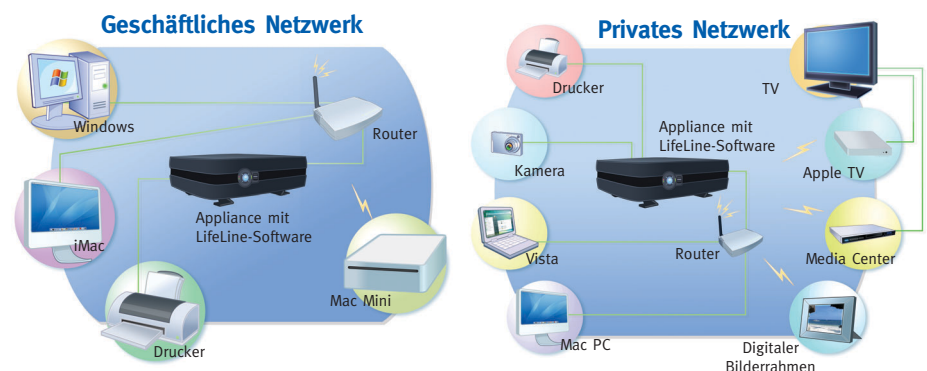 Geschäftliches Netzwerk
Windows
Router
iMac
Appliance mit
LifeLine-Software
Mac Mini
Drucker
Privates Netzwerk
Drucker
TV
Appliance mit
LifeLine-Software
Kamera
Apple TV
Vista
Router
Media Center
Mac PC
Digitaler
Bilderrahmen